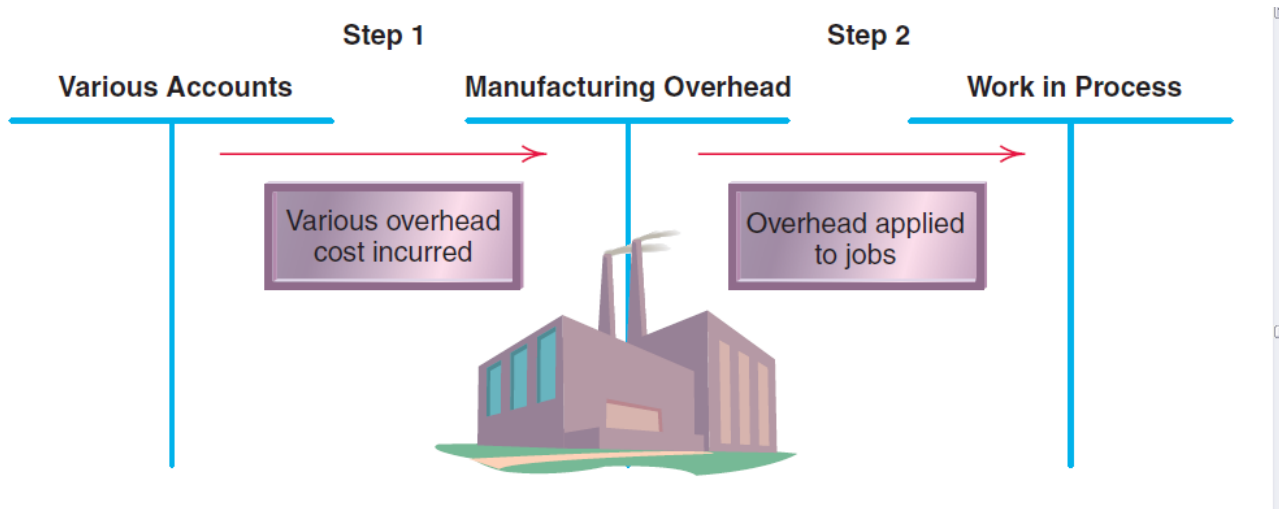 Step 1
Step 2
Various Accounts
Manufacturing Overhead
Work in Process
Various overhead
cost incurred
Overhead applied
to jobs